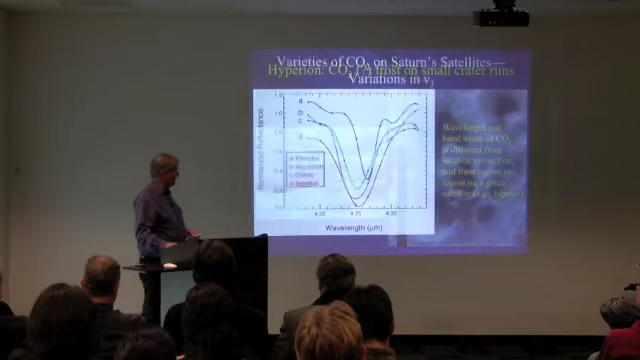 Varieties of CO2 on Saturn's Satellites—
Hyperion: CO2 FA frost on small crater rims
Variations in ν3
Normalized Reflectance
a
b
c
d
a Phoebe
b Hyperion
c Dione
d Iapetus
4.20
4.25
4.30
Wavelength (μm)
Wavelength and
band width of CO2
is different from
satellite to satellite
and from region to
region on a given
satellite (e.g., Iapetus)